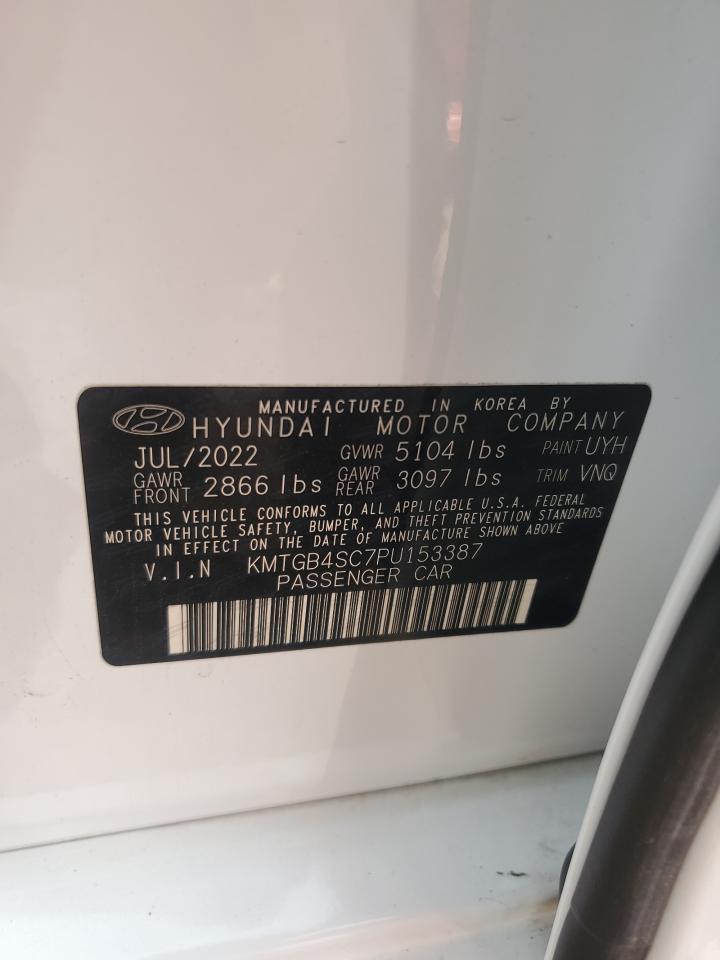 MANUFACTURED IN KOREA BY
HYUNDAI MOTOR COMPANY
JUL/2022 GVWR 5104 lbs PAINT UYH
GAWR FRONT 2866 lbs GAWR REAR 3097 lbs TRIM VNQ
THIS VEHICLE CONFORMS TO ALL APPLICABLE U.S.A. FEDERAL
MOTOR VEHICLE SAFETY, BUMPER, AND THEFT PREVENTION STANDARDS
IN EFFECT ON THE DATE OF MANUFACTURE SHOWN ABOVE
V.I.N KMTGB4SC7PU153387
PASSENGER CAR